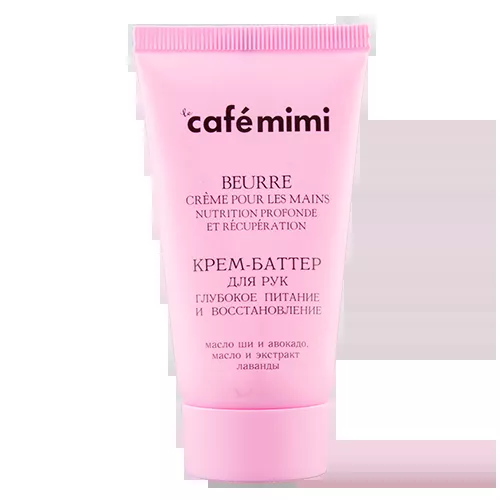 le
café mimi
BEURRE
CRÈME POUR LES MAINS
NUTRITION PROFONDE
ET RÉCUPÉRATION
КРЕМ-БАТТЕР
ДЛЯ РУК
ГЛУБОКОЕ ПИТАНИЕ
И ВОССТАНОВЛЕНИЕ
масло ши и авокадо,
масло и экстракт
лаванды